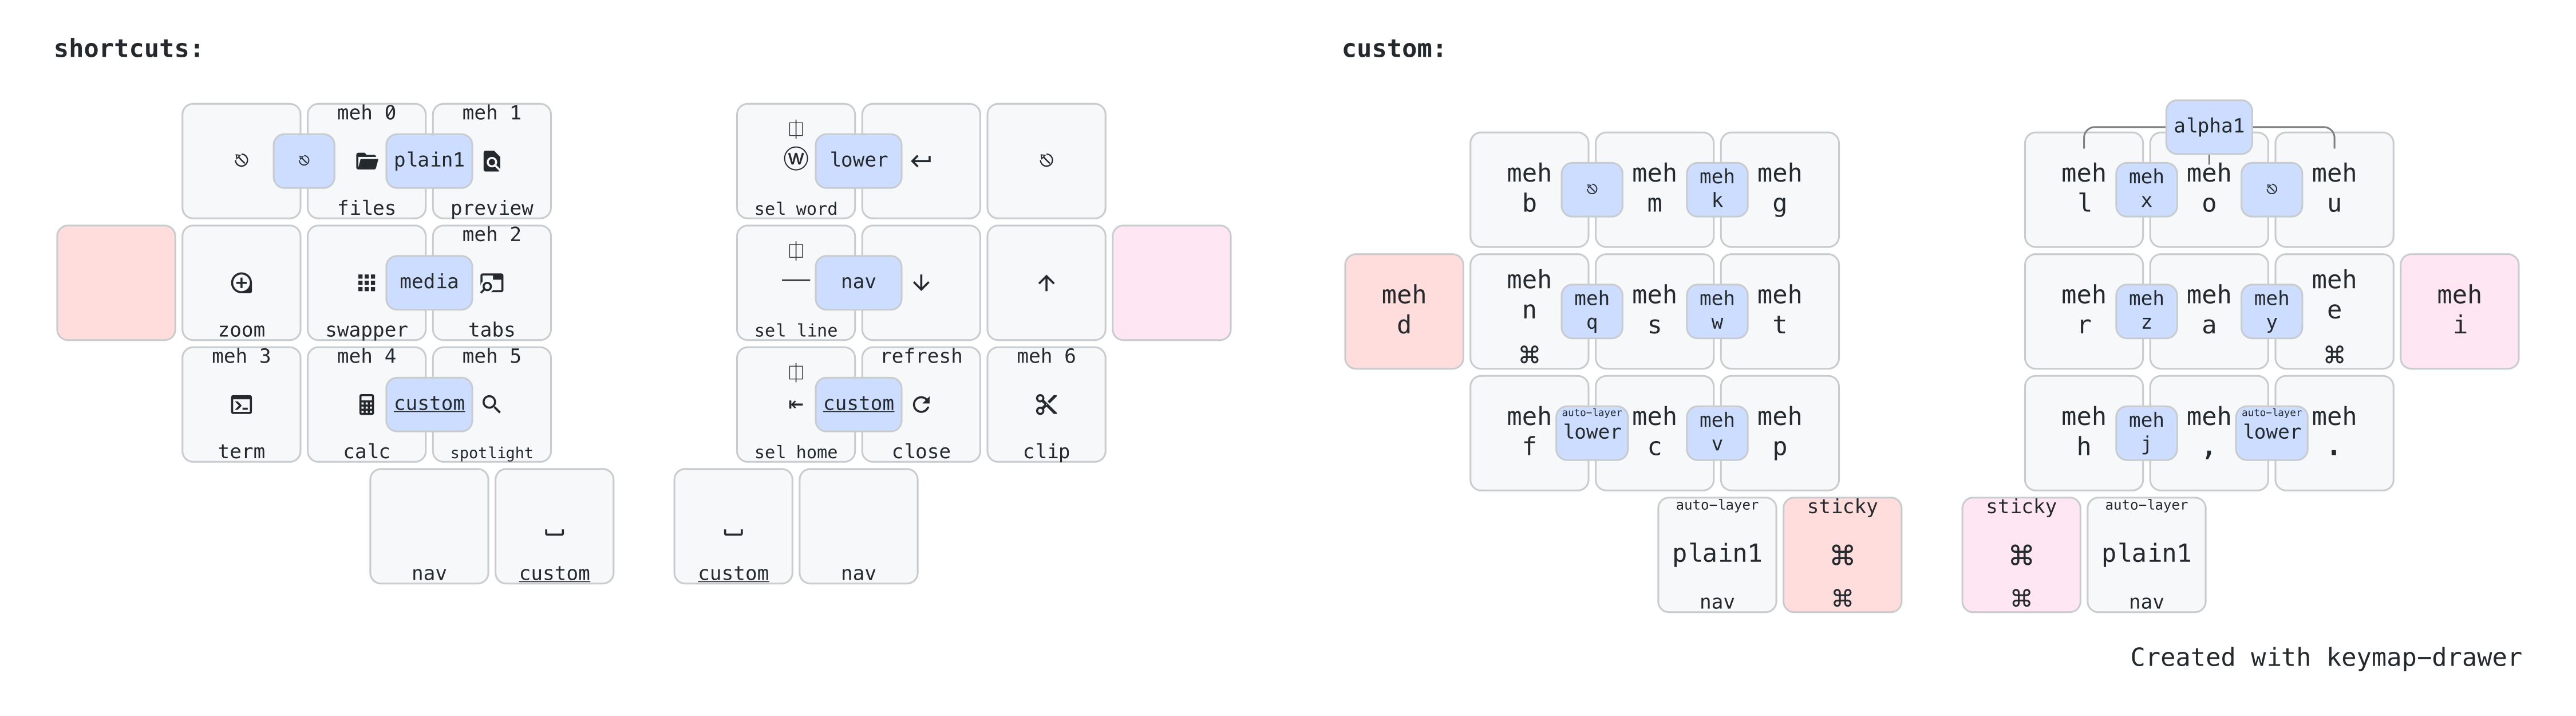 shortcuts:
meh 0
meh 1
plain1
files
preview
Ⓦ
lower
↵
sel word
meh 2
media
zoom
swapper
tabs
nav
↓
↑
sel line
meh 3
meh 4
meh 5
custom
term
calc
spotlight
refresh
meh 6
⇤
custom
sel home
close
clip
nav
custom
custom
nav
custom:
meh b
meh m
meh k
meh g
alpha1
meh l
meh x
meh o
meh u
meh d
meh n
⌘
meh q
meh s
meh w
meh t
meh r
meh z
meh a
meh y
meh e
⌘
meh i
meh f
auto-layer
lower
meh c
meh v
meh p
meh h
meh j
meh ,
auto-layer
lower
meh .
auto-layer
plain1
nav
sticky
⌘
⌘
sticky
⌘
⌘
auto-layer
plain1
nav
Created with keymap-drawer